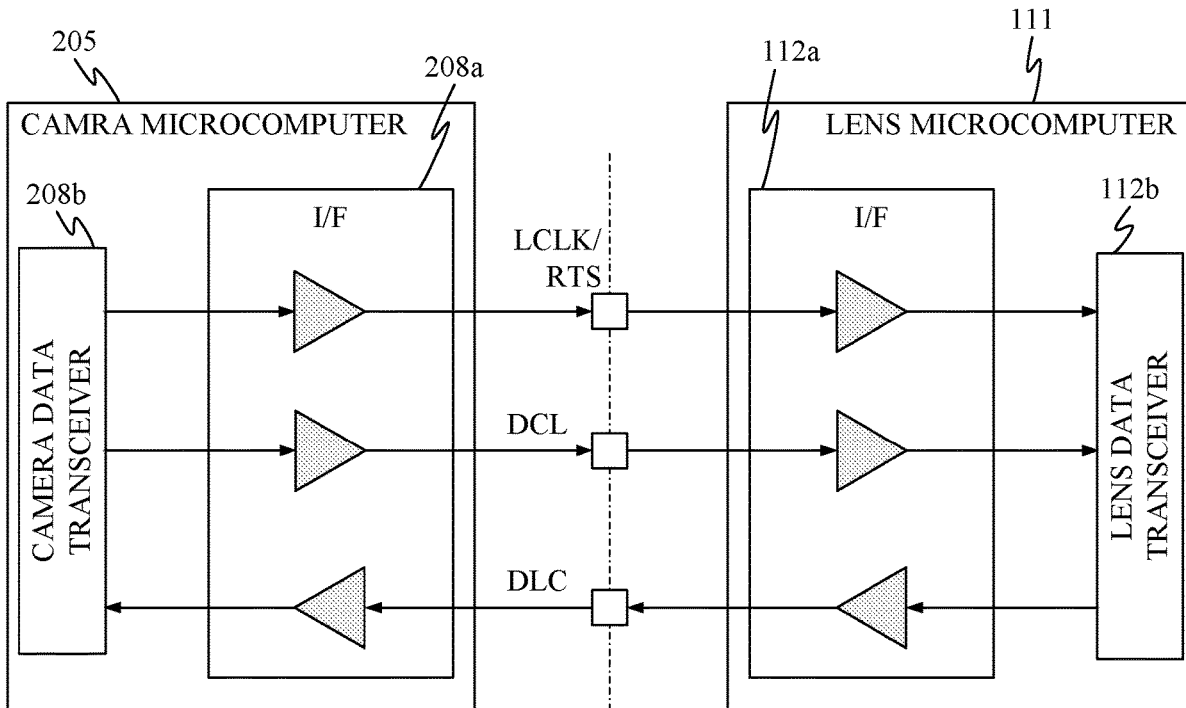 205
208a
112a
111
CAMRA MICROCOMPUTER
LENS MICROCOMPUTER
208b
I/F
I/F
112b
LCLK/
RTS
DCL
DLC
CAMERA DATA
TRANSCEIVER
LENS DATA
TRANSCEIVER